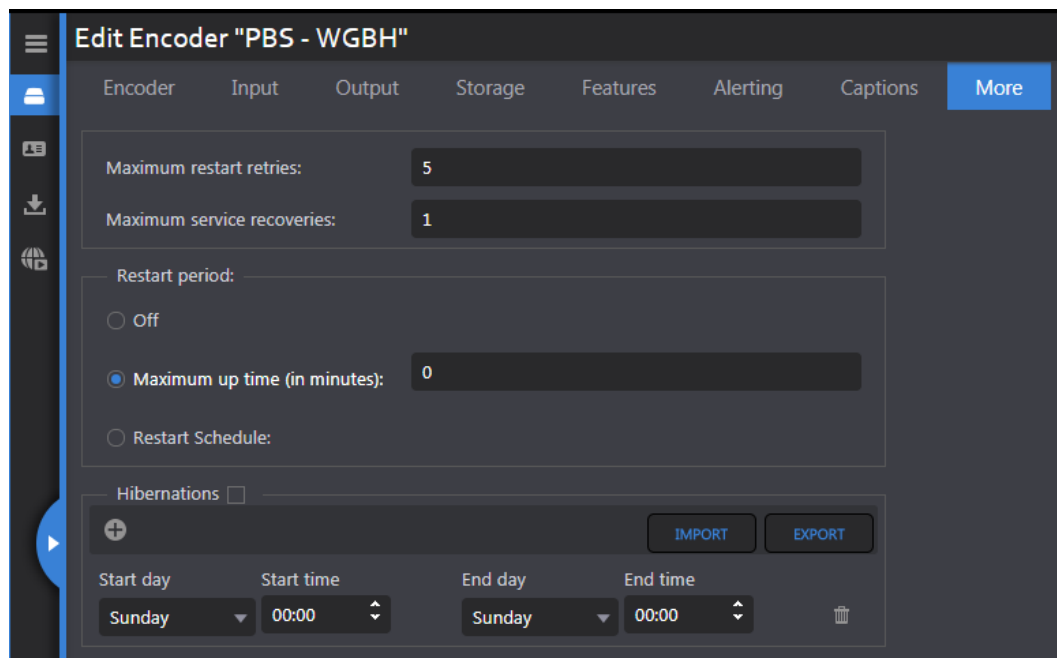 Edit Encoder "PBS - WGBH"
Encoder Input Output Storage Features Alerting Captions More
Maximum restart retries: 5
Maximum service recoveries: 1
Restart period:
Off
Maximum up time (in minutes): 0
Restart Schedule:
Hibernations
IMPORT EXPORT
Start day Start time End day End time
Sunday 00:00 Sunday 00:00